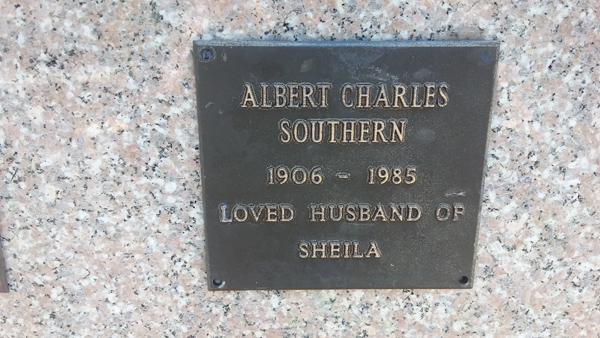 ALBERT CHARLES
SOUTHERN
1906 - 1985
LOVED HUSBAND OF
SHEILA